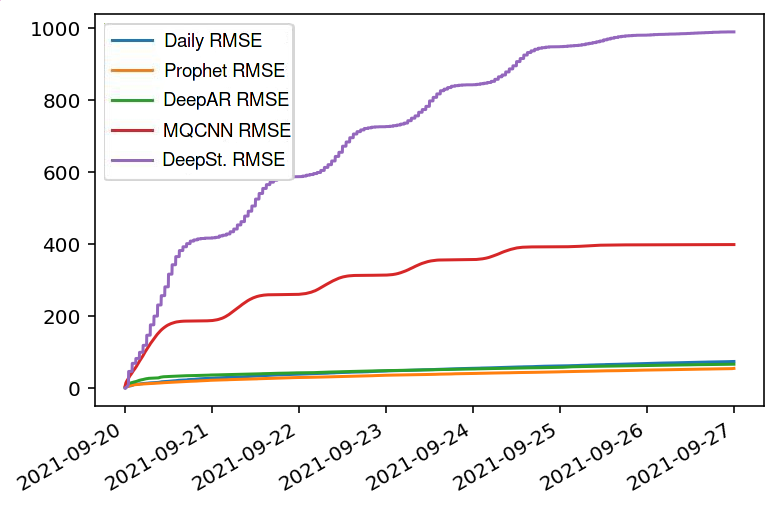 1000
800
600
400
200
0
Daily RMSE
Prophet RMSE
DeepAR RMSE
MQCNN RMSE
DeepSt. RMSE
2021-09-20
2021-09-21
2021-09-22
2021-09-23
2021-09-24
2021-09-25
2021-09-26
2021-09-27